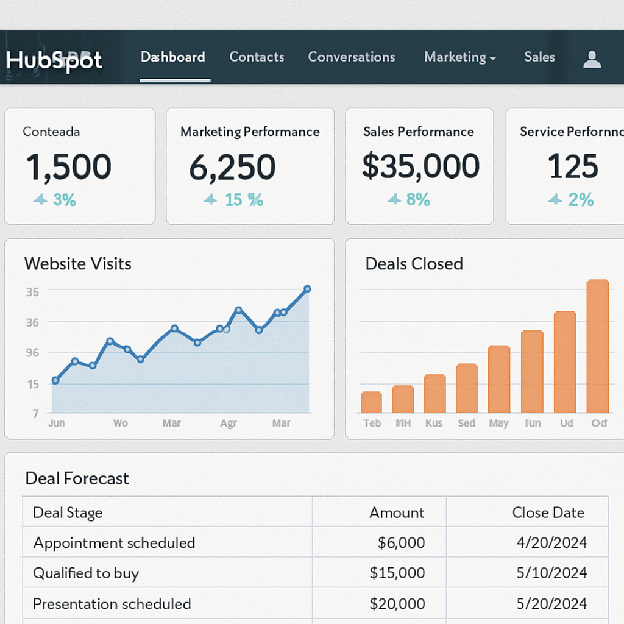 HubSpot
Dashboard
Contacts
Conversations
Marketing
Sales
Conteada
1,500
3%
Marketing Performance
6,250
15 %
Sales Performance
$35,000
8%
Service Perfornnc
125
2%
Website Visits
35
36
96
15
7
Jun Wo Mar Agr Mar
Deals Closed
Teb MH Kus Sed May Iun Ud Od
Deal Forecast
Deal Stage Amount Close Date
Appointment scheduled $6,000 4/20/2024
Qualified to buy $15,000 5/10/2024
Presentation scheduled $20,000 5/20/2024